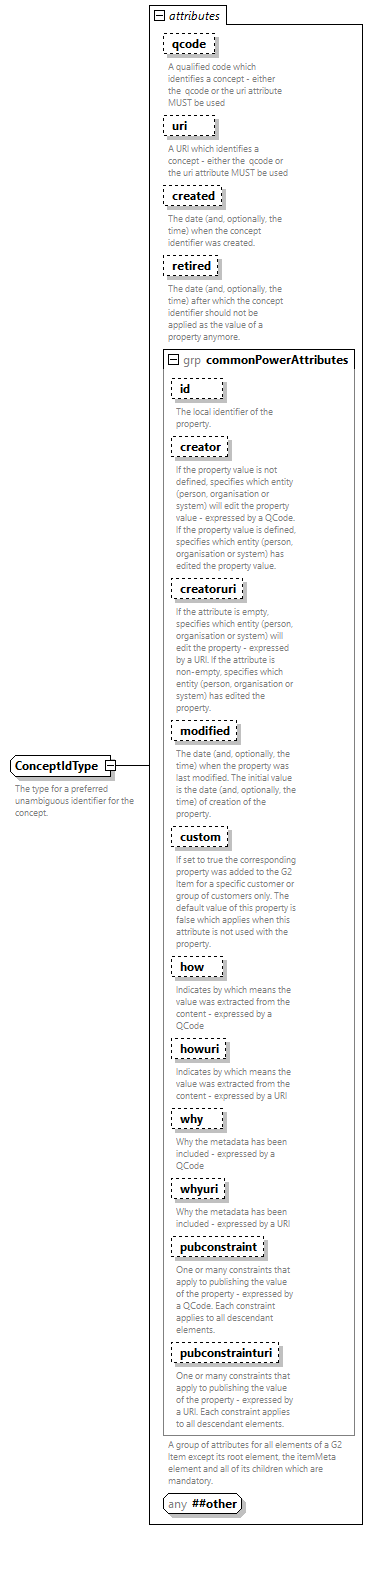 attributes
qcode
A qualified code which
identifies a concept - either
the  qcode or the uri attribute
MUST be used
uri
A URI which identifies a
concept - either the  qcode or
the uri attribute MUST be used
created
The date (and, optionally, the
time) when the concept
identifier was created.
retired
The date (and, optionally, the
time) after which the concept
identifier should not be
applied as the value of a
property anymore.
grp commonPowerAttributes
id
The local identifier of the
property.
creator
If the property value is not
defined, specifies which entity
(person, organisation or
system) will edit the property
value - expressed by a QCode.
If the property value is defined,
specifies which entity (person,
organisation or system) has
edited the property value.
creatoruri
If the attribute is empty,
specifies which entity (person,
organisation or system) will
edit the property - expressed
by a URI. If the attribute is
non-empty, specifies which
entity (person, organisation or
system) has edited the
property.
modified
The date (and, optionally, the
time) when the property was
last modified. The initial value
is the date (and, optionally, the
time) of creation of the
property.
ConceptIdType
The type for a preferred
unambiguous identifier for the
concept.
custom
If set to true the corresponding
property was added to the G2
Item for a specific customer or
group of customers only. The
default value of this property is
false which applies when this
attribute is not used with the
property.
how
Indicates by which means the
value was extracted from the
content - expressed by a
QCode
howuri
Indicates by which means the
value was extracted from the
content - expressed by a URI
why
Why the metadata has been
included - expressed by a
QCode
whyuri
Why the metadata has been
included - expressed by a URI
pubconstraint
One or many constraints that
apply to publishing the value
of the property - expressed by
a QCode. Each constraint
applies to all descendant
elements.
pubconstrainturi
One or many constraints that
apply to publishing the value
of the property - expressed by
a URI. Each constraint applies
to all descendant elements.
A group of attributes for all elements of a G2
Item except its root element, the itemMeta
element and all of its children which are
mandatory.
any ##other